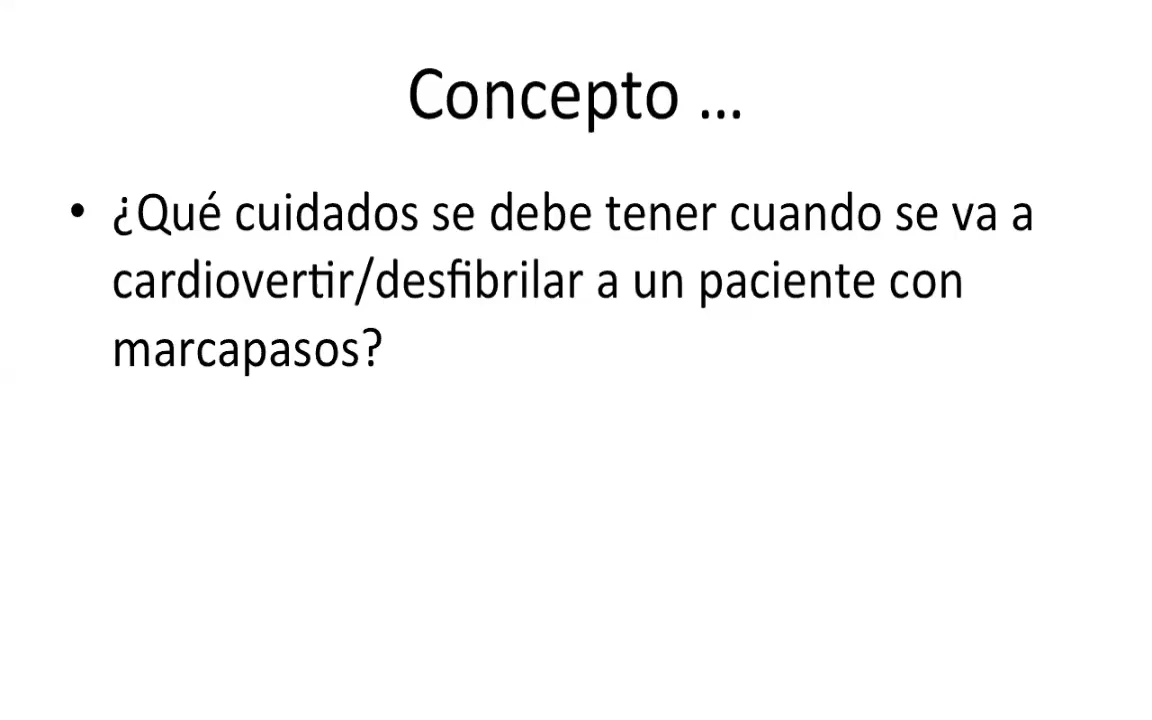 Concepto ...
• ¿Qué cuidados se debe tener cuando se va a
cardiovertir/desfibrilar a un paciente con
marcapasos?